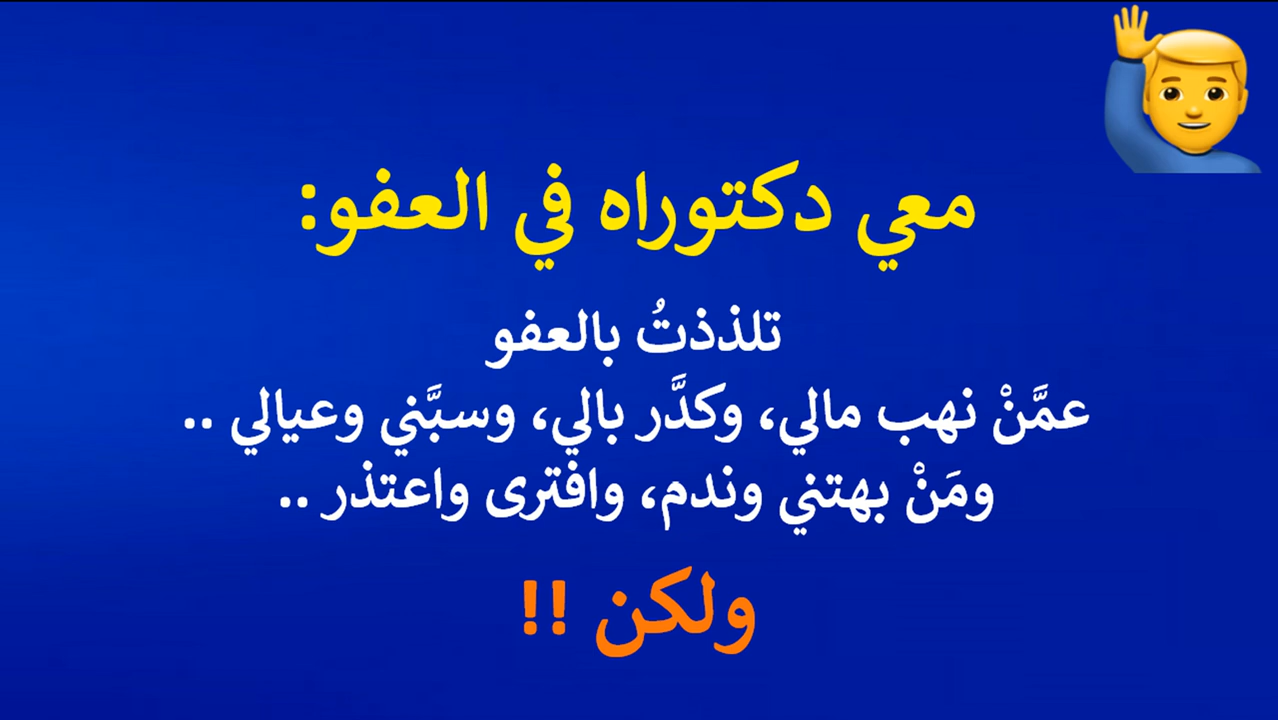 معي دكتوراه في العفو:
تلذذتُ بالعفو
عمَّنْ نهب مالي، وكدَّر بالي، وسبَّني وعيالي ..
ومَنْ بهتني وندم، وافترى واعتذر ..
ولكن !!